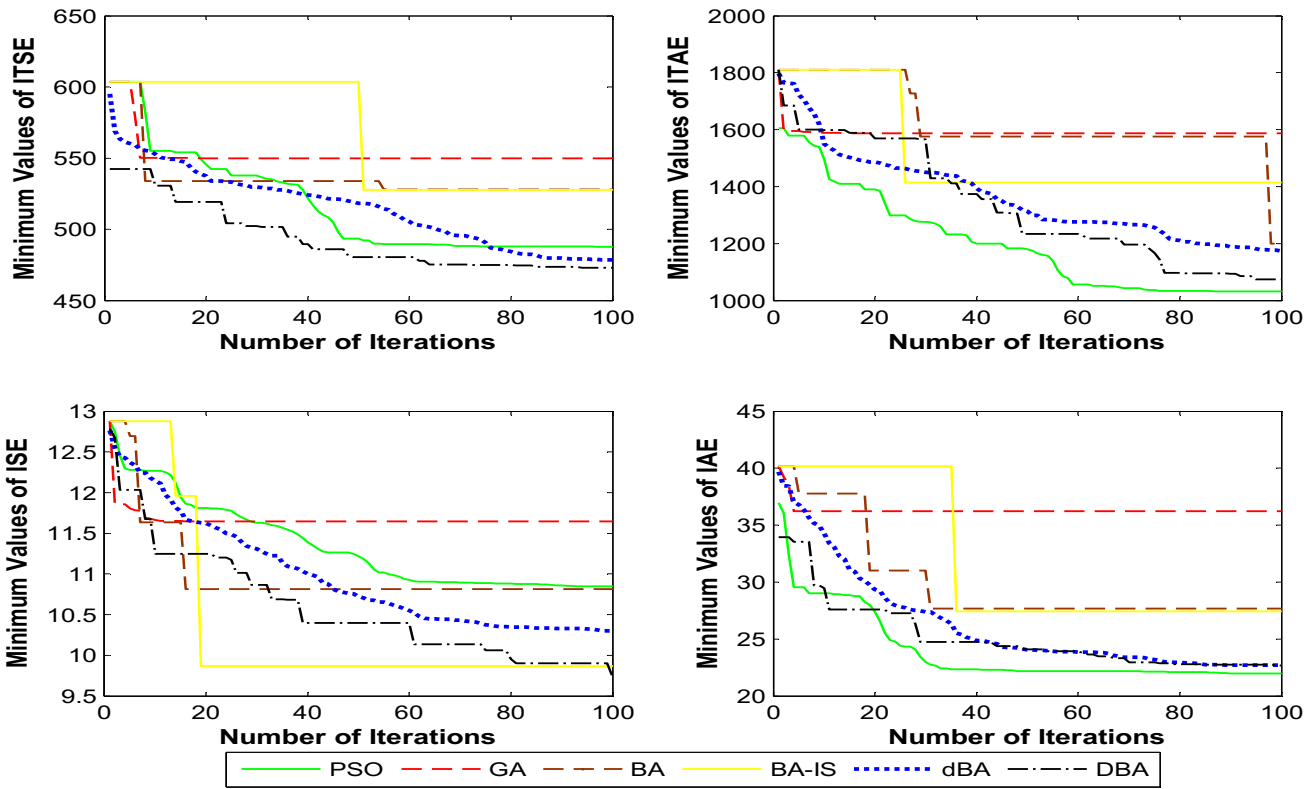 Minimum Values of ITSE
650
600
550
500
450
0 20 40 60 80 100
Number of Iterations
Minimum Values of ITAE
2000
1800
1600
1400
1200
1000
0 20 40 60 80 100
Number of Iterations
Minimum Values of ISE
13
12.5
12
11.5
11
10.5
10
9.5
0 20 40 60 80 100
Number of Iterations
Minimum Values of IAE
45
40
35
30
25
20
0 20 40 60 80 100
Number of Iterations
PSO GA BA BA-IS dBA DBA